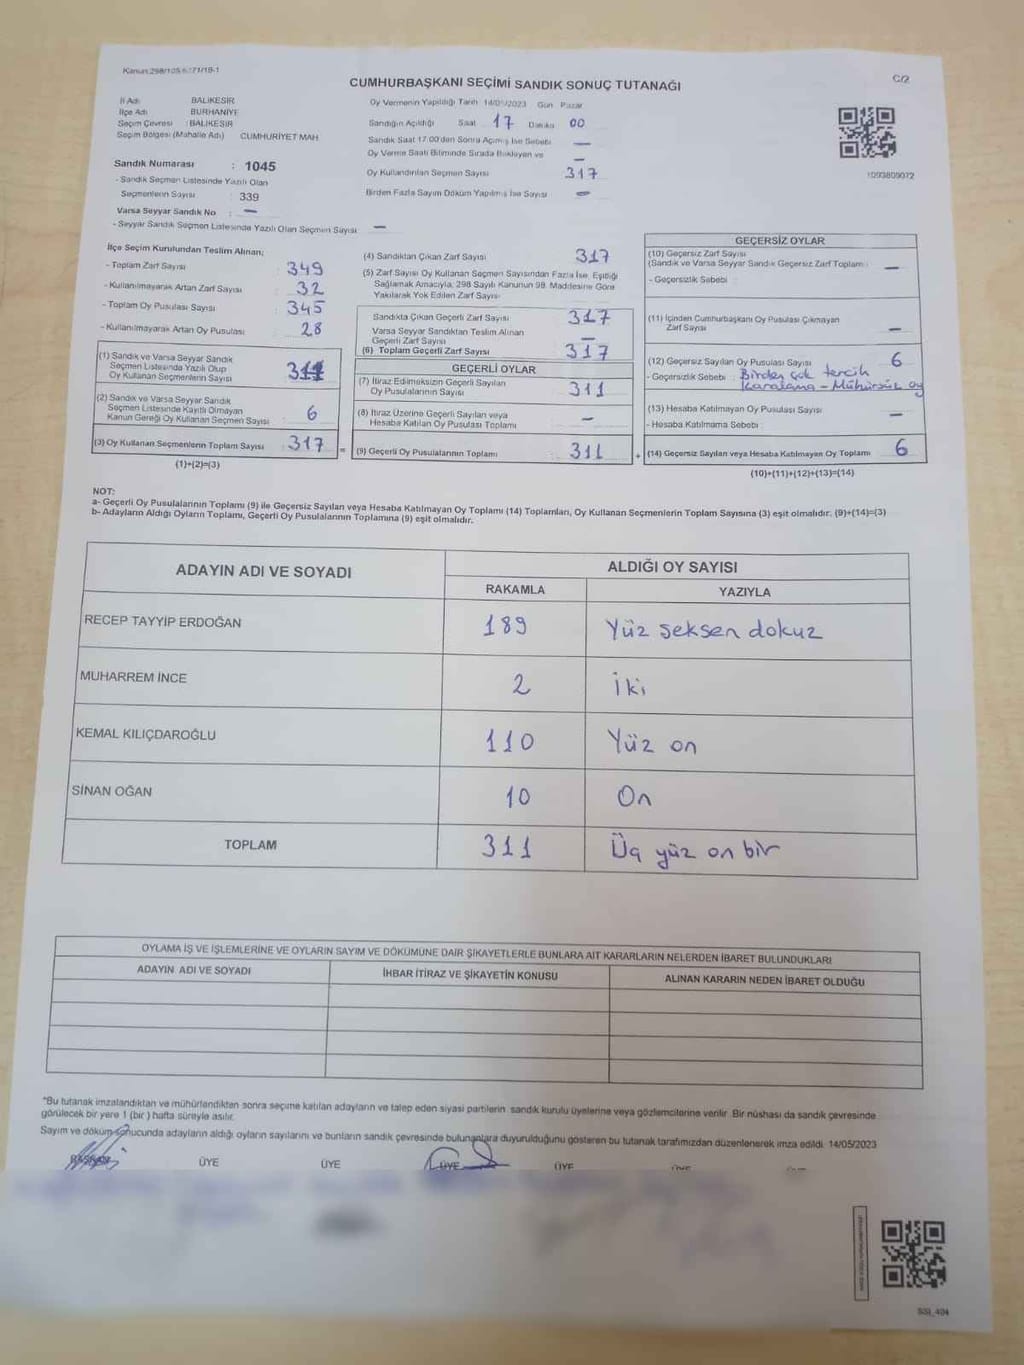 Kanun:298/105
CUMHURBAŞKANI SEÇİMİ SANDIK SONUÇ TUTANAĞI
C/2
İl Adı : BALIKESİR
İlçe Adı : BURHANİYE
Seçim Çevresi : BALIKESİR
Seçim Bölgesi (Mahalle Adı) CUMHURİYET MAH
Sandık Numarası : 1045
- Sandık Seçmen Listesinde Yazılı Olan
Seçmenlerin Sayısı : 339
Varsa Seyyar Sandık No : —
- Seyyar Sandık Seçmen Listesinde Yazılı Olan Seçmen Sayısı —
Oy Vermenin Yapıldığı Tarih 14/05/2023 Gün Pazar
Sandığın Açıldığı Saat 17 Dakika 00
Sandık Saat 17:00'den Sonra Açılmış İse Sebebi —
Oy Verme Saati Bitiminde Sırada Bekleyen ve —
Oy Kullandırılan Seçmen Sayısı 317
Birden Fazla Sayım Döküm Yapılmış İse Sayısı —
1093809072
İlçe Seçim Kurulundan Teslim Alınan;
- Toplam Zarf Sayısı 349
- Kullanılmayarak Artan Zarf Sayısı 32
- Toplam Oy Pusulası Sayısı 345
- Kullanılmayarak Artan Oy Pusulası 28
(1) Sandık ve Varsa Seyyar Sandık
Seçmen Listesinde Yazılı Olup
Oy Kullanan Seçmenlerin Sayısı
(2) Sandık ve Varsa Seyyar Sandık
Seçmen Listesinde Kayıtlı Olmayan
Kanun Gereği Oy Kullanan Seçmen Sayısı : 6
(3) Oy Kullanan Seçmenlerin Toplam Sayısı : 317
(1)+(2)=(3)
(4) Sandıktan Çıkan Zarf Sayısı 317
(5) Zarf Sayısı Oy Kullanan Seçmen Sayısından Fazla İse, Eşitliği
Sağlamak Amacıyla, 298 Sayılı Kanunun 98. Maddesine Göre
Yakılarak Yok Edilen Zarf Sayısı
Sandıkta Çıkan Geçerli Zarf Sayısı 317
Varsa Seyyar Sandıktan Teslim Alınan
Geçerli Zarf Sayısı —
(6) Toplam Geçerli Zarf Sayısı 317
GEÇERLİ OYLAR
(7) İtiraz Edilmeksizin Geçerli Sayılan
Oy Pusulalarının Sayısı 311
(8) İtiraz Üzerine Geçerli Sayılan veya
Hesaba Katılan Oy Pusulası Toplamı : —
= (9) Geçerli Oy Pusulalarının Toplamı : 311
GEÇERSİZ OYLAR
(10) Geçersiz Zarf Sayısı
(Sandık ve Varsa Seyyar Sandık Geçersiz Zarf Toplamı) —
- Geçersizlik Sebebi :
(11) İçinden Cumhurbaşkanı Oy Pusulası Çıkmayan
Zarf Sayısı —
(12) Geçersiz Sayılan Oy Pusulası Sayısı 6
- Geçersizlik Sebebi : Birden çok tercih
karalama - Mühürsüz oy
(13) Hesaba Katılmayan Oy Pusulası Sayısı —
- Hesaba Katılmama Sebebi :
+ (14) Geçersiz Sayılan veya Hesaba Katılmayan Oy Toplamı 6
(10)+(11)+(12)+(13)=(14)
NOT:
a- Geçerli Oy Pusulalarının Toplamı (9) ile Geçersiz Sayılan veya Hesaba Katılmayan Oy Toplamı (14) Toplamları, Oy Kullanan Seçmenlerin Toplam Sayısına (3) eşit olmalıdır. (9)+(14)=(3)
b- Adayların Aldığı Oyların Toplamı, Geçerli Oy Pusulalarının Toplamına (9) eşit olmalıdır.
ADAYIN ADI VE SOYADI
ALDIĞI OY SAYISI
RAKAMLA YAZIYLA
RECEP TAYYİP ERDOĞAN 189 Yüz seksen dokuz
MUHARREM İNCE 2 İki
KEMAL KILIÇDAROĞLU 110 Yüz on
SİNAN OĞAN 10 On
TOPLAM 311 Üç yüz on bir
OYLAMA İŞ VE İŞLEMLERİNE VE OYLARIN SAYIM VE DÖKÜMÜNE DAİR ŞİKAYETLERLE BUNLARA AİT KARARLARIN NELERDEN İBARET BULUNDUKLARI
ADAYIN ADI VE SOYADI İHBAR İTİRAZ VE ŞİKAYETİN KONUSU ALINAN KARARIN NEDEN İBARET OLDUĞU
*Bu tutanak imzalandıktan ve mühürlendikten sonra seçime katılan adayların ve talep eden siyasi partilerin sandık kurulu üyelerine veya gözlemcilerine verilir. Bir nüshası da sandık çevresinde
görülecek bir yere 1 (bir) hafta süreyle asılır.
Sayım ve döküm sonucunda adayların aldığı oyların sayılarını ve bunların sandık çevresinde bulunanlara duyurulduğunu gösteren bu tutanak tarafımızdan düzenlenerek imza edildi. 14/05/2023
BAŞKAN ÜYE ÜYE ÜYE ÜYE